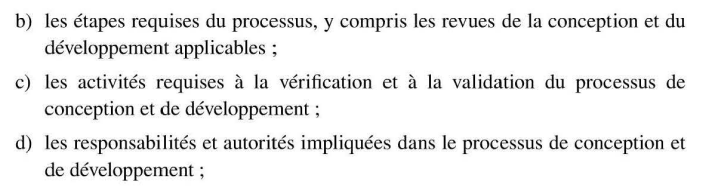 b) les étapes requises du processus, y compris les revues de la conception et du
développement applicables ;
c) les activités requises à la vérification et à la validation du processus de
conception et de développement ;
d) les responsabilités et autorités impliquées dans le processus de conception et
de développement ;